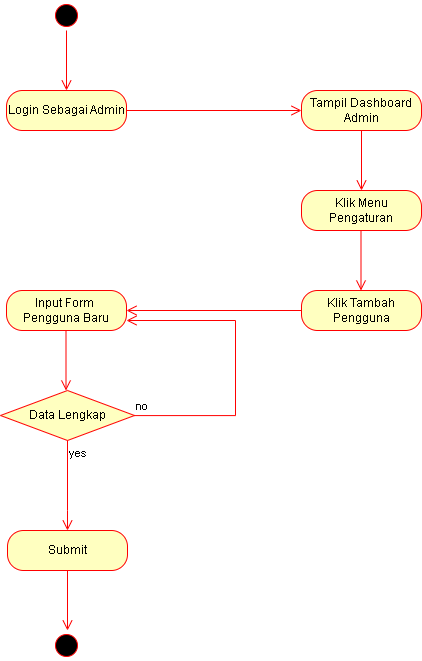 Login Sebagai Admin
Tampil Dashboard
Admin
Klik Menu
Pengaturan
Klik Tambah
Pengguna
Input Form
Pengguna Baru
Data Lengkap
no
yes
Submit